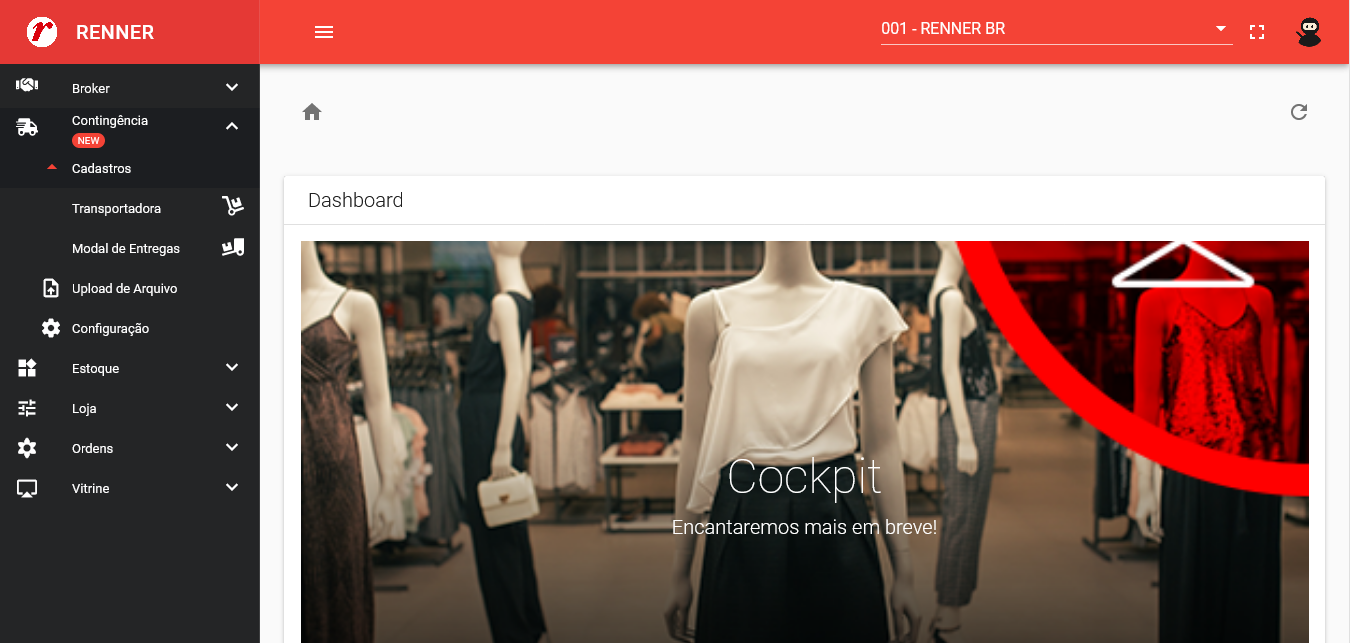 RENNER
001 - RENNER BR
Broker
Contingência
NEW
Cadastros
Transportadora
Modal de Entregas
Upload de Arquivo
Configuração
Estoque
Loja
Ordens
Vitrine
Dashboard
Cockpit
Encantaremos mais em breve!